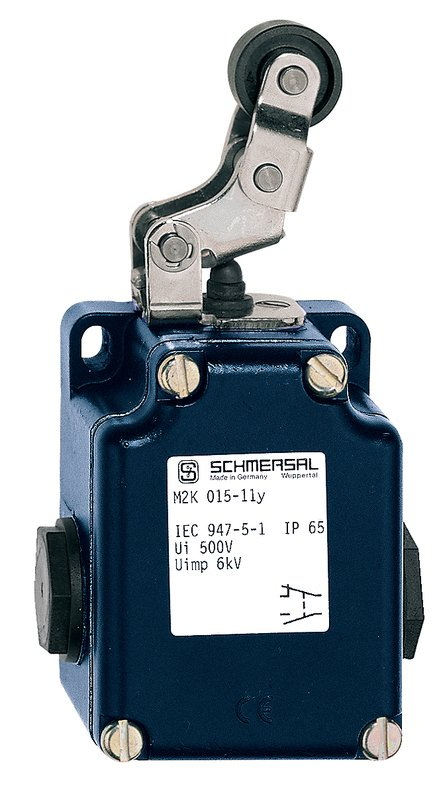 SCHMERSAL
Made in Germany Wuppertal
M2K 015-11y
IEC 947-5-1 IP 65
Ui 500V
Uimp 6kV
CE